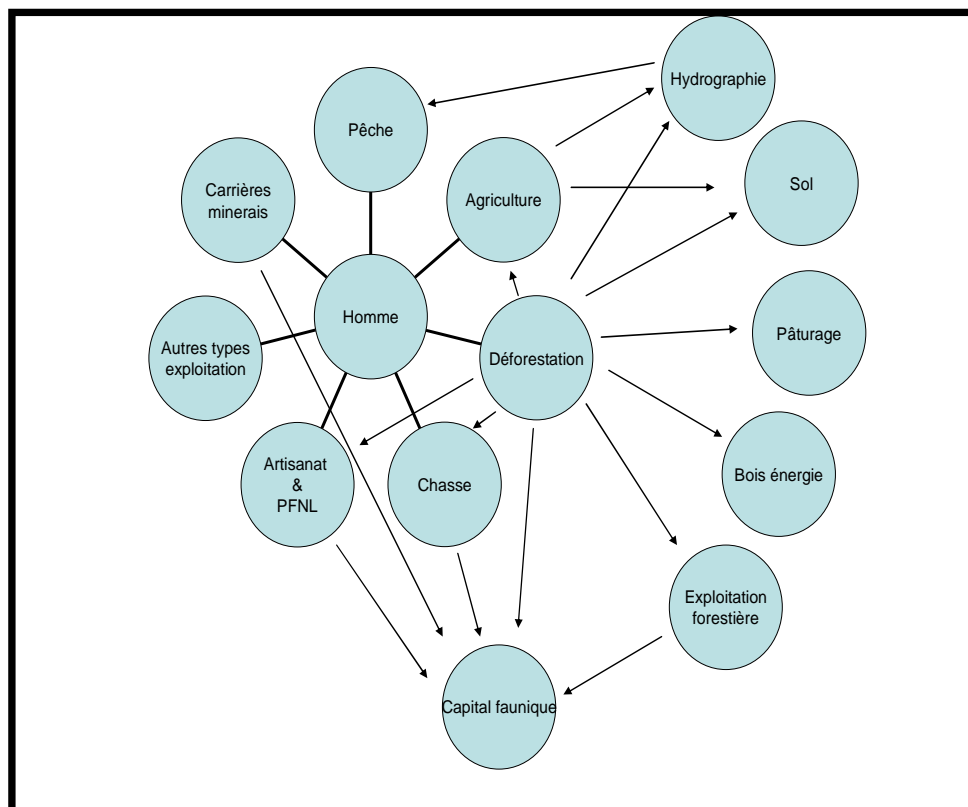 Hydrographie
Pêche
Sol
Carrières
minerais
Agriculture
Homme
Pâturage
Autres types
exploitation
Déforestation
Bois énergie
Artisanat
&
PFNL
Chasse
Exploitation
forestière
Capital faunique